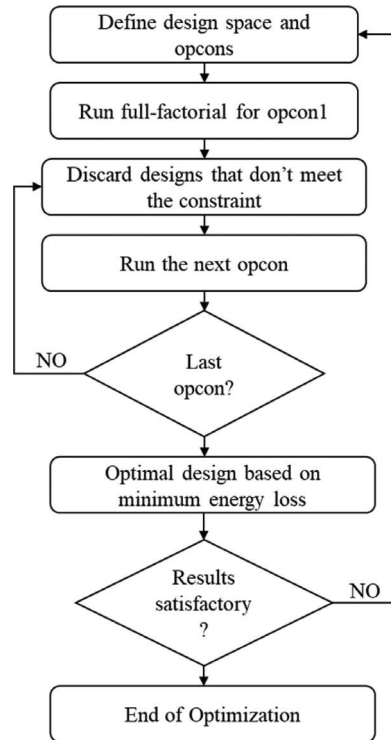 Define design space and
opcons
Run full-factorial for opcon1
Discard designs that don’t meet
the constraint
Run the next opcon
NO
Last
opcon?
Optimal design based on
minimum energy loss
Results
satisfactory
?
NO
End of Optimization